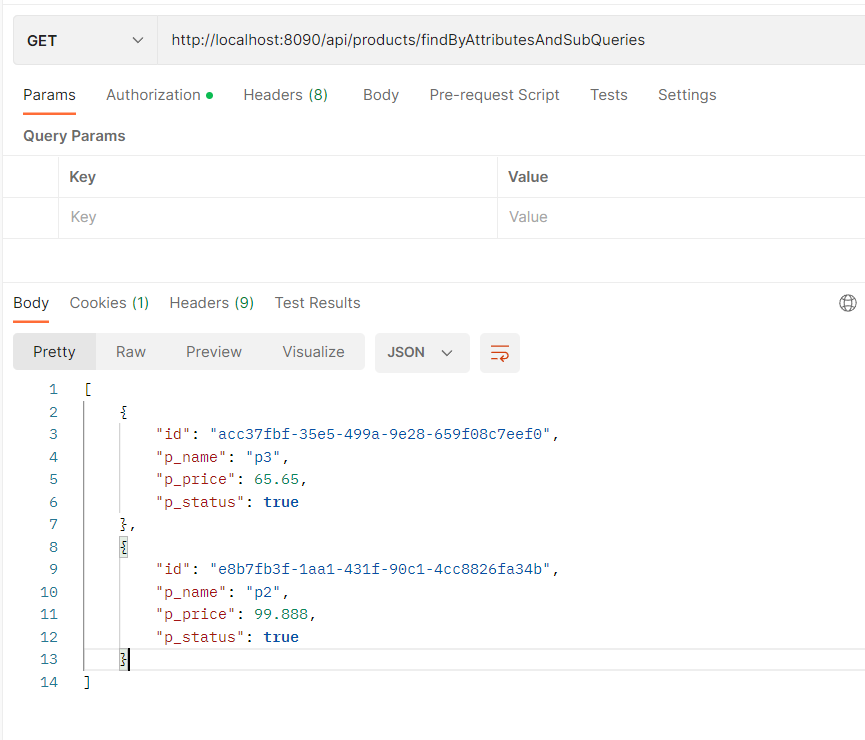 GET http://localhost:8090/api/products/findByAttributesAndSubQueries
Params Authorization Headers (8) Body Pre-request Script Tests Settings
Query Params
Key Value
Key Value
Body Cookies (1) Headers (9) Test Results
Pretty Raw Preview Visualize JSON
1 [
2 {
3 "id": "acc37fbf-35e5-499a-9e28-659f08c7eef0",
4 "p_name": "p3",
5 "p_price": 65.65,
6 "p_status": true
7 },
8 {
9 "id": "e8b7fb3f-1aa1-431f-90c1-4cc8826fa34b",
10 "p_name": "p2",
11 "p_price": 99.888,
12 "p_status": true
13 }
14 ]